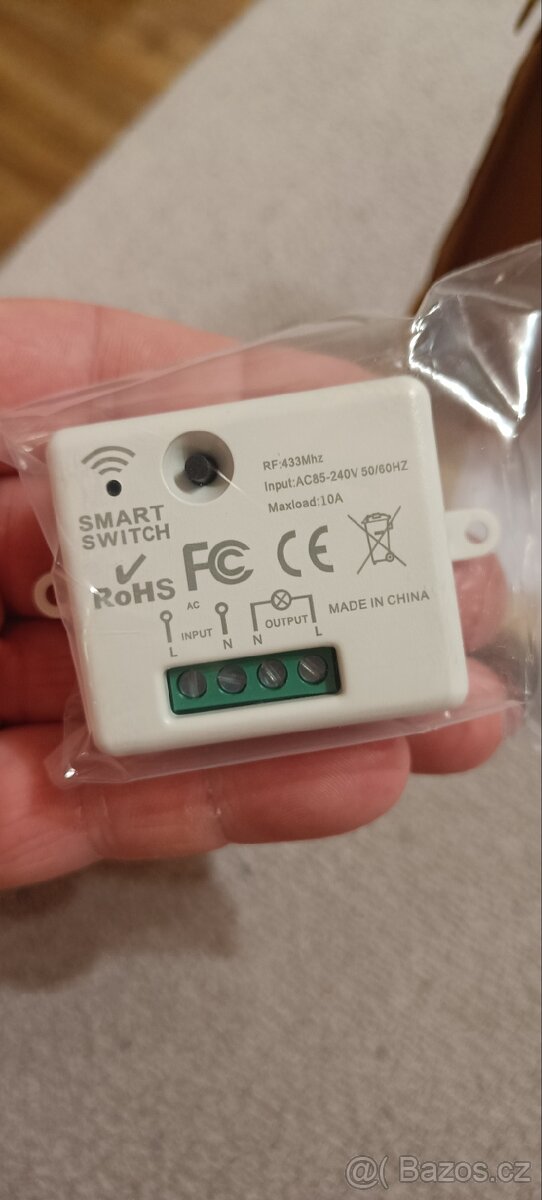 RF:433Mhz
Input:AC85-240V 50/60HZ
Maxload:10A
SMART
SWITCH
RoHS
FC
CE
AC
INPUT
OUTPUT
L
N
N
L
MADE IN CHINA
@( Bazos.cz